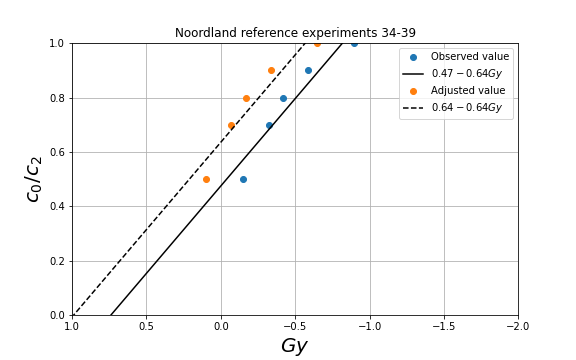 Noordland reference experiments 34-39
c₀/c₂
1.0
0.8
0.6
0.4
0.2
0.0
Observed value
0.47 − 0.64Gy
Adjusted value
0.64 − 0.64Gy
1.0 0.5 0.0 −0.5 −1.0 −1.5 −2.0
Gy